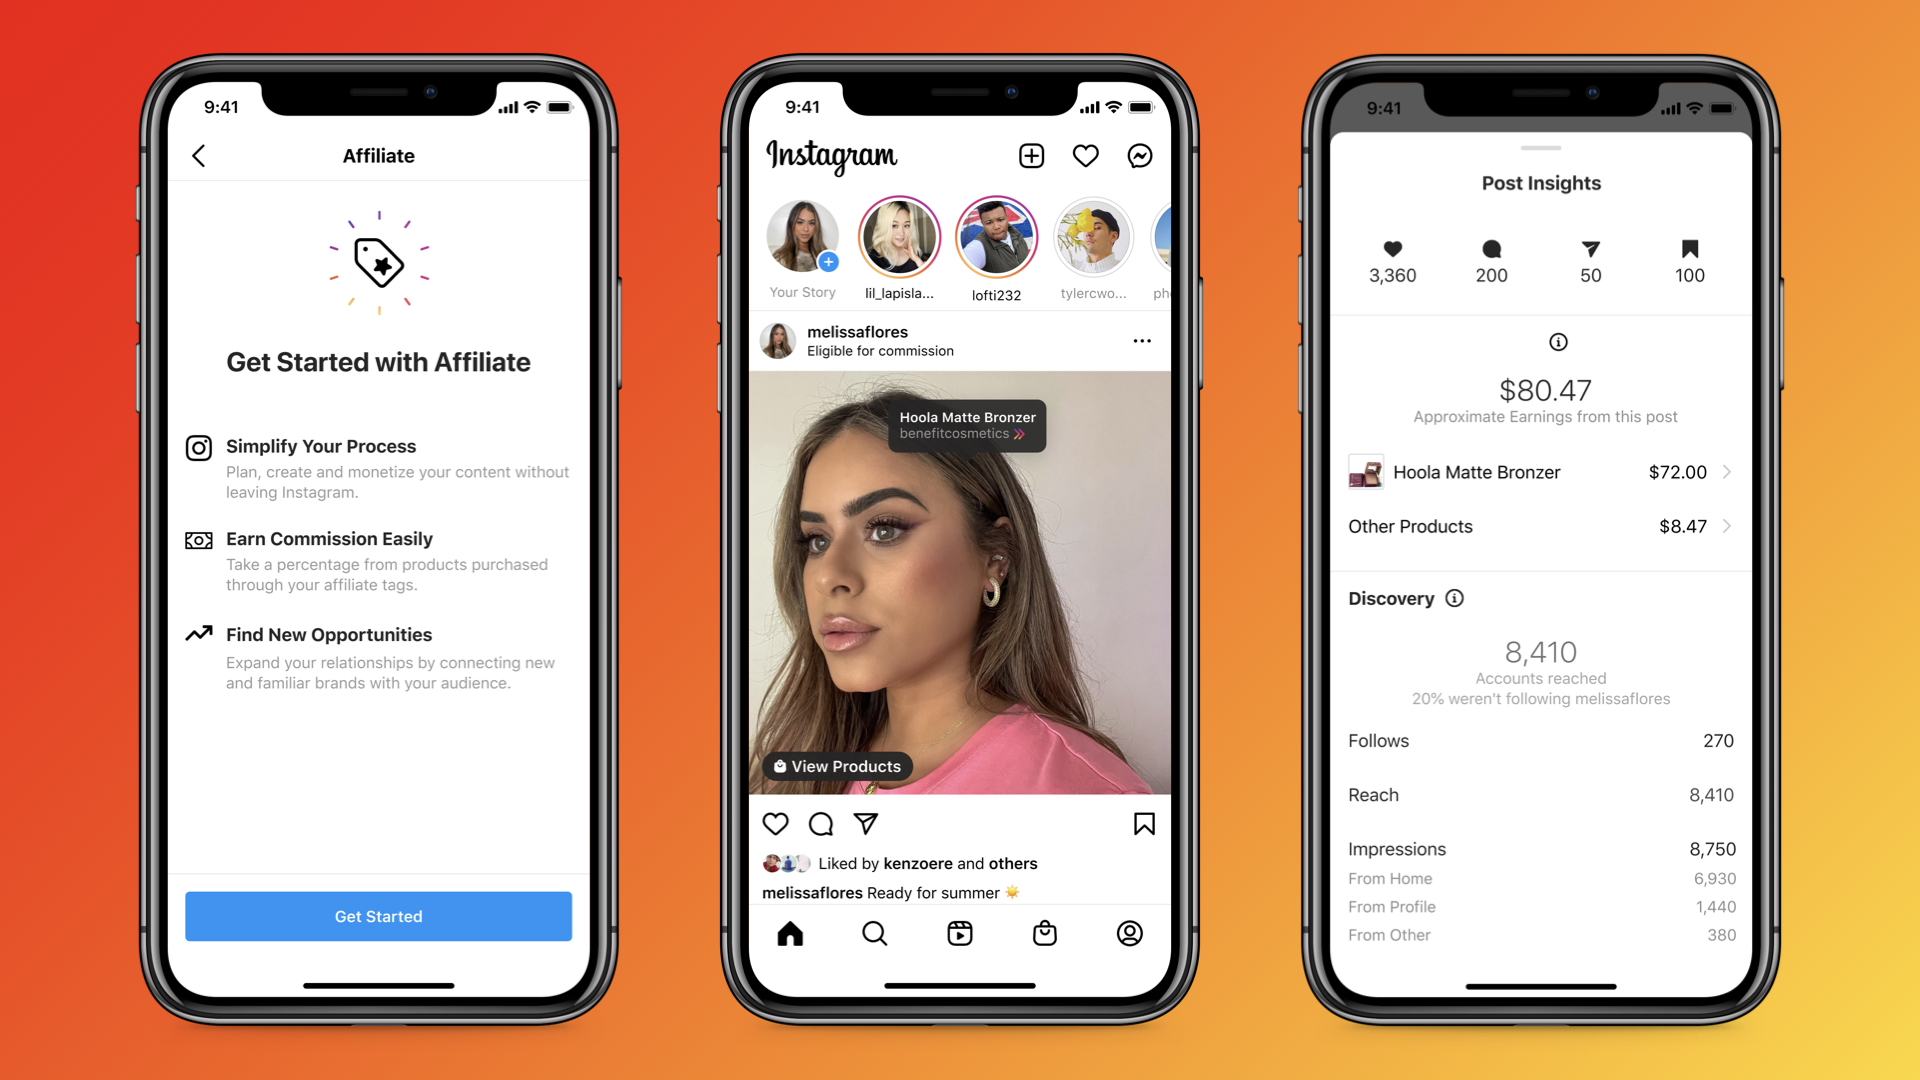 9:41
Affiliate
Get Started with Affiliate
Simplify Your Process
Plan, create and monetize your content without
leaving Instagram.
Earn Commission Easily
Take a percentage from products purchased
through your affiliate tags.
Find New Opportunities
Expand your relationships by connecting new
and familiar brands with your audience.
Get Started
9:41
Instagram
Your Story
lil_lapisla...
lofti232
tylercwo...
ph
melissaflores
Eligible for commission
Hoola Matte Bronzer
benefitcosmetics
View Products
Liked by kenzoere and others
melissaflores Ready for summer ☀️
9:41
Post Insights
3,360 200 50 100
$80.47
Approximate Earnings from this post
Hoola Matte Bronzer $72.00
Other Products $8.47
Discovery
8,410
Accounts reached
20% weren't following melissaflores
Follows 270
Reach 8,410
Impressions 8,750
From Home 6,930
From Profile 1,440
From Other 380